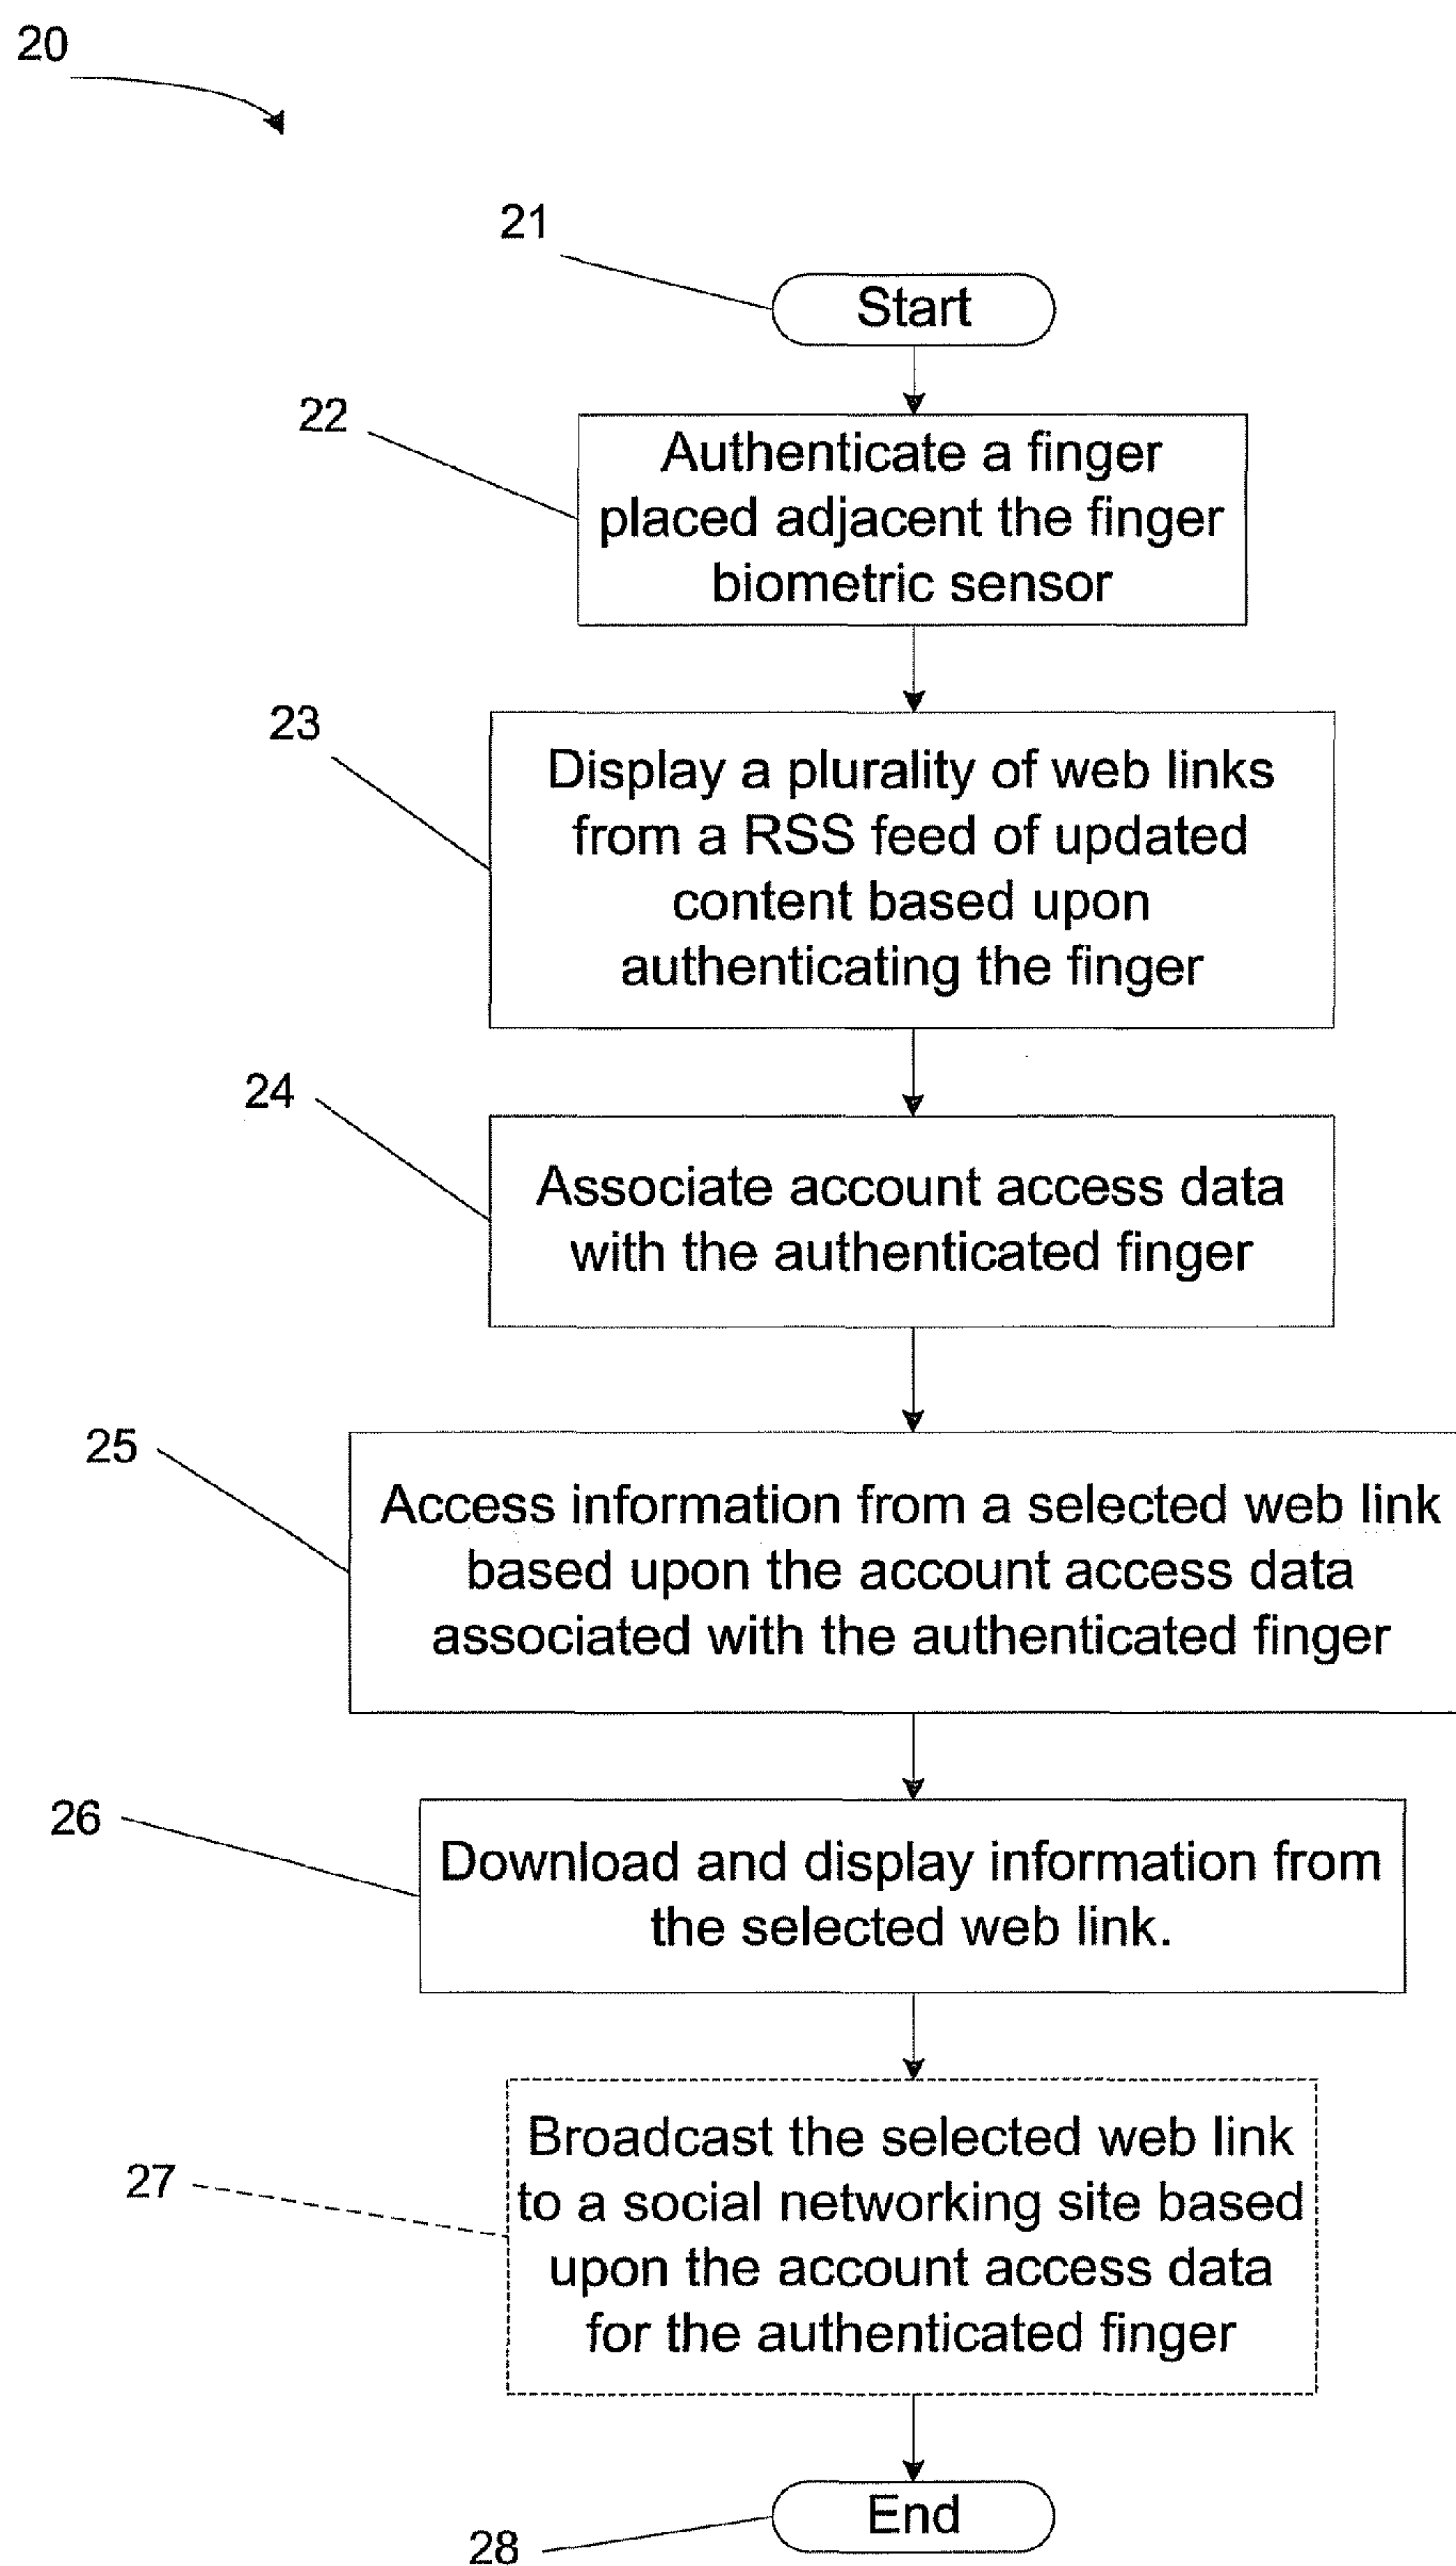 20
21
Start
22
Authenticate a finger
placed adjacent the finger
biometric sensor
23
Display a plurality of web links
from a RSS feed of updated
content based upon
authenticating the finger
24
Associate account access data
with the authenticated finger
25
Access information from a selected web link
based upon the account access data
associated with the authenticated finger
26
Download and display information from
the selected web link.
27
Broadcast the selected web link
to a social networking site based
upon the account access data
for the authenticated finger
End
28